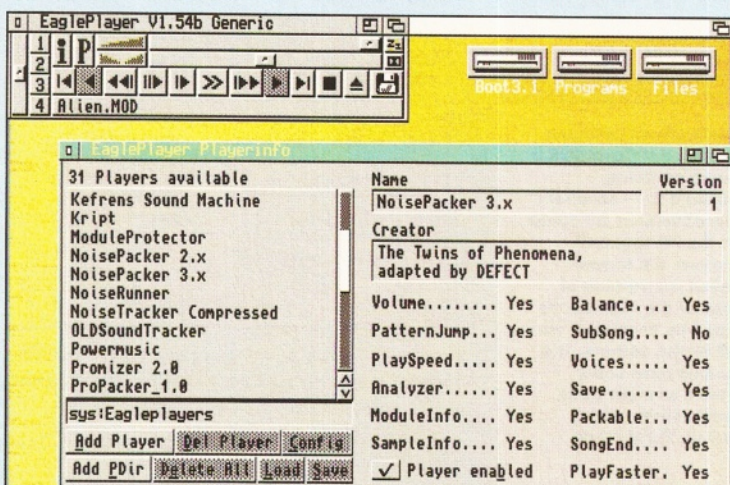 EaglePlayer V1.54b Generic
1
2
3
4
i P
Zz
Alien.MOD
Boot3.1 Programs Files
EaglePlayer Playerinfo
31 Players available
Kefrens Sound Machine
Kript
ModuleProtector
NoisePacker 2.x
NoisePacker 3.x
NoiseRunner
NoiseTracker Compressed
OLDSoundTracker
Powermusic
Promizer 2.0
ProPacker_1.0
sys:Eagleplayers
Add Player Del Player Config
Add PDir Delete All Load Save
Name Version
NoisePacker 3.x 1
Creator
The Twins of Phenomena,
adapted by DEFECT
Volume........ Yes Balance.... Yes
PatternJump... Yes SubSong.... No
PlaySpeed..... Yes Voices..... Yes
Analyzer...... Yes Save....... Yes
ModuleInfo.... Yes Packable... Yes
SampleInfo.... Yes SongEnd.... Yes
Player enabled PlayFaster. Yes